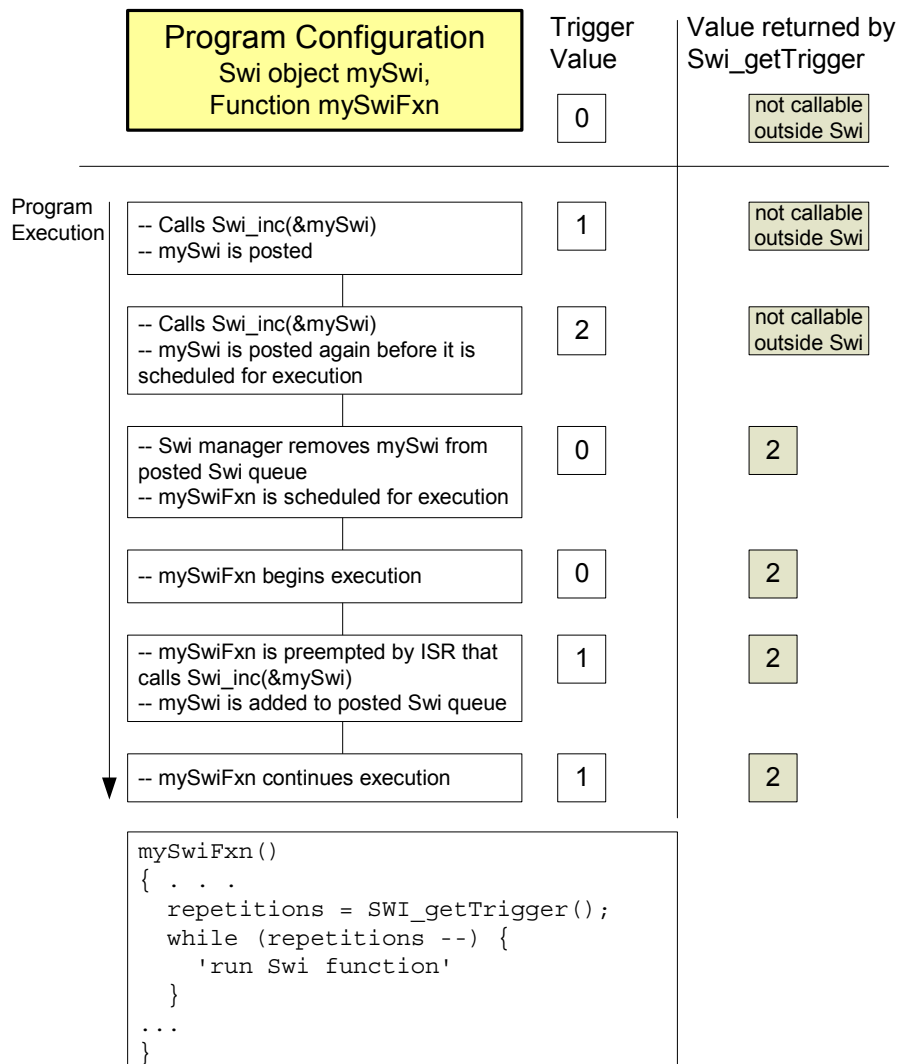 Program Configuration
Swi object mySwi,
Function mySwiFxn
Trigger
Value
Value returned by
Swi_getTrigger
0
not callable
outside Swi
Program
Execution
-- Calls Swi_inc(&mySwi)
-- mySwi is posted
1
not callable
outside Swi
-- Calls Swi_inc(&mySwi)
-- mySwi is posted again before it is
scheduled for execution
2
not callable
outside Swi
-- Swi manager removes mySwi from
posted Swi queue
-- mySwiFxn is scheduled for execution
0
2
-- mySwiFxn begins execution
0
2
-- mySwiFxn is preempted by ISR that
calls Swi_inc(&mySwi)
-- mySwi is added to posted Swi queue
1
2
-- mySwiFxn continues execution
1
2
mySwiFxn()
{ . . .
  repetitions = SWI_getTrigger();
  while (repetitions --) {
    'run Swi function'
  }
...
}